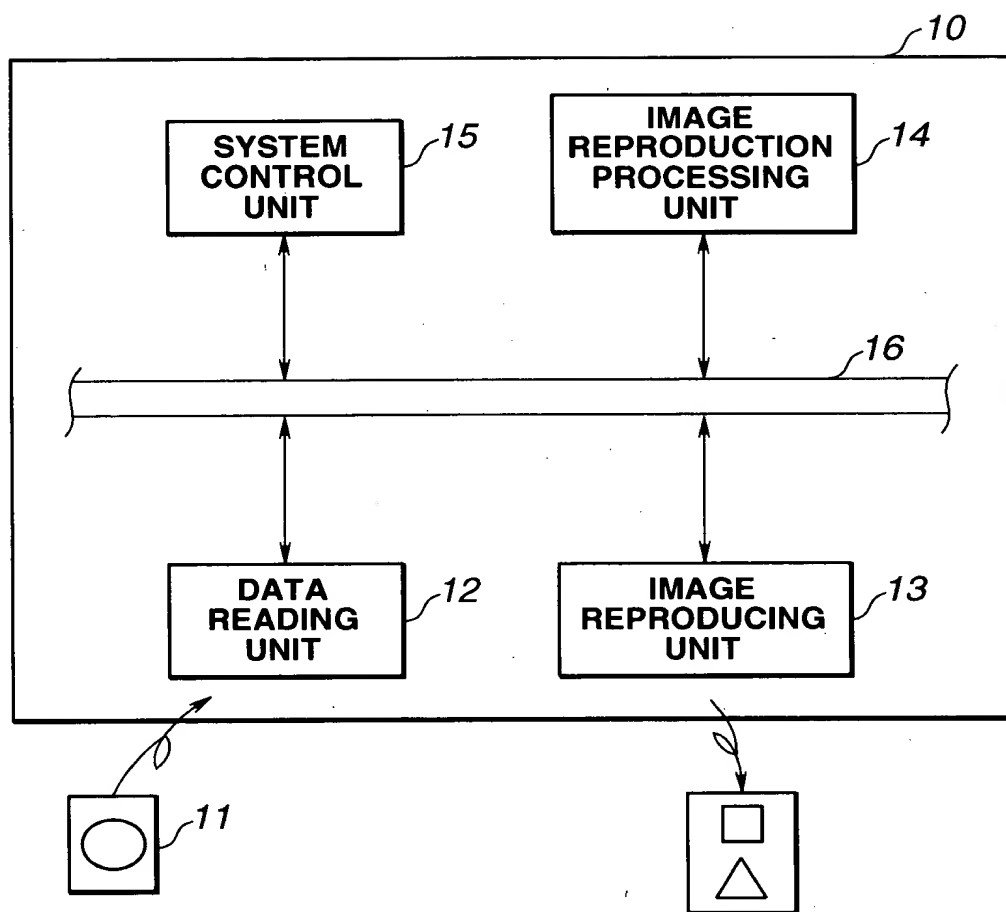 10
SYSTEM
CONTROL
UNIT
15
IMAGE
REPRODUCTION
PROCESSING
UNIT
14
16
DATA
READING
UNIT
12
IMAGE
REPRODUCING
UNIT
13
11